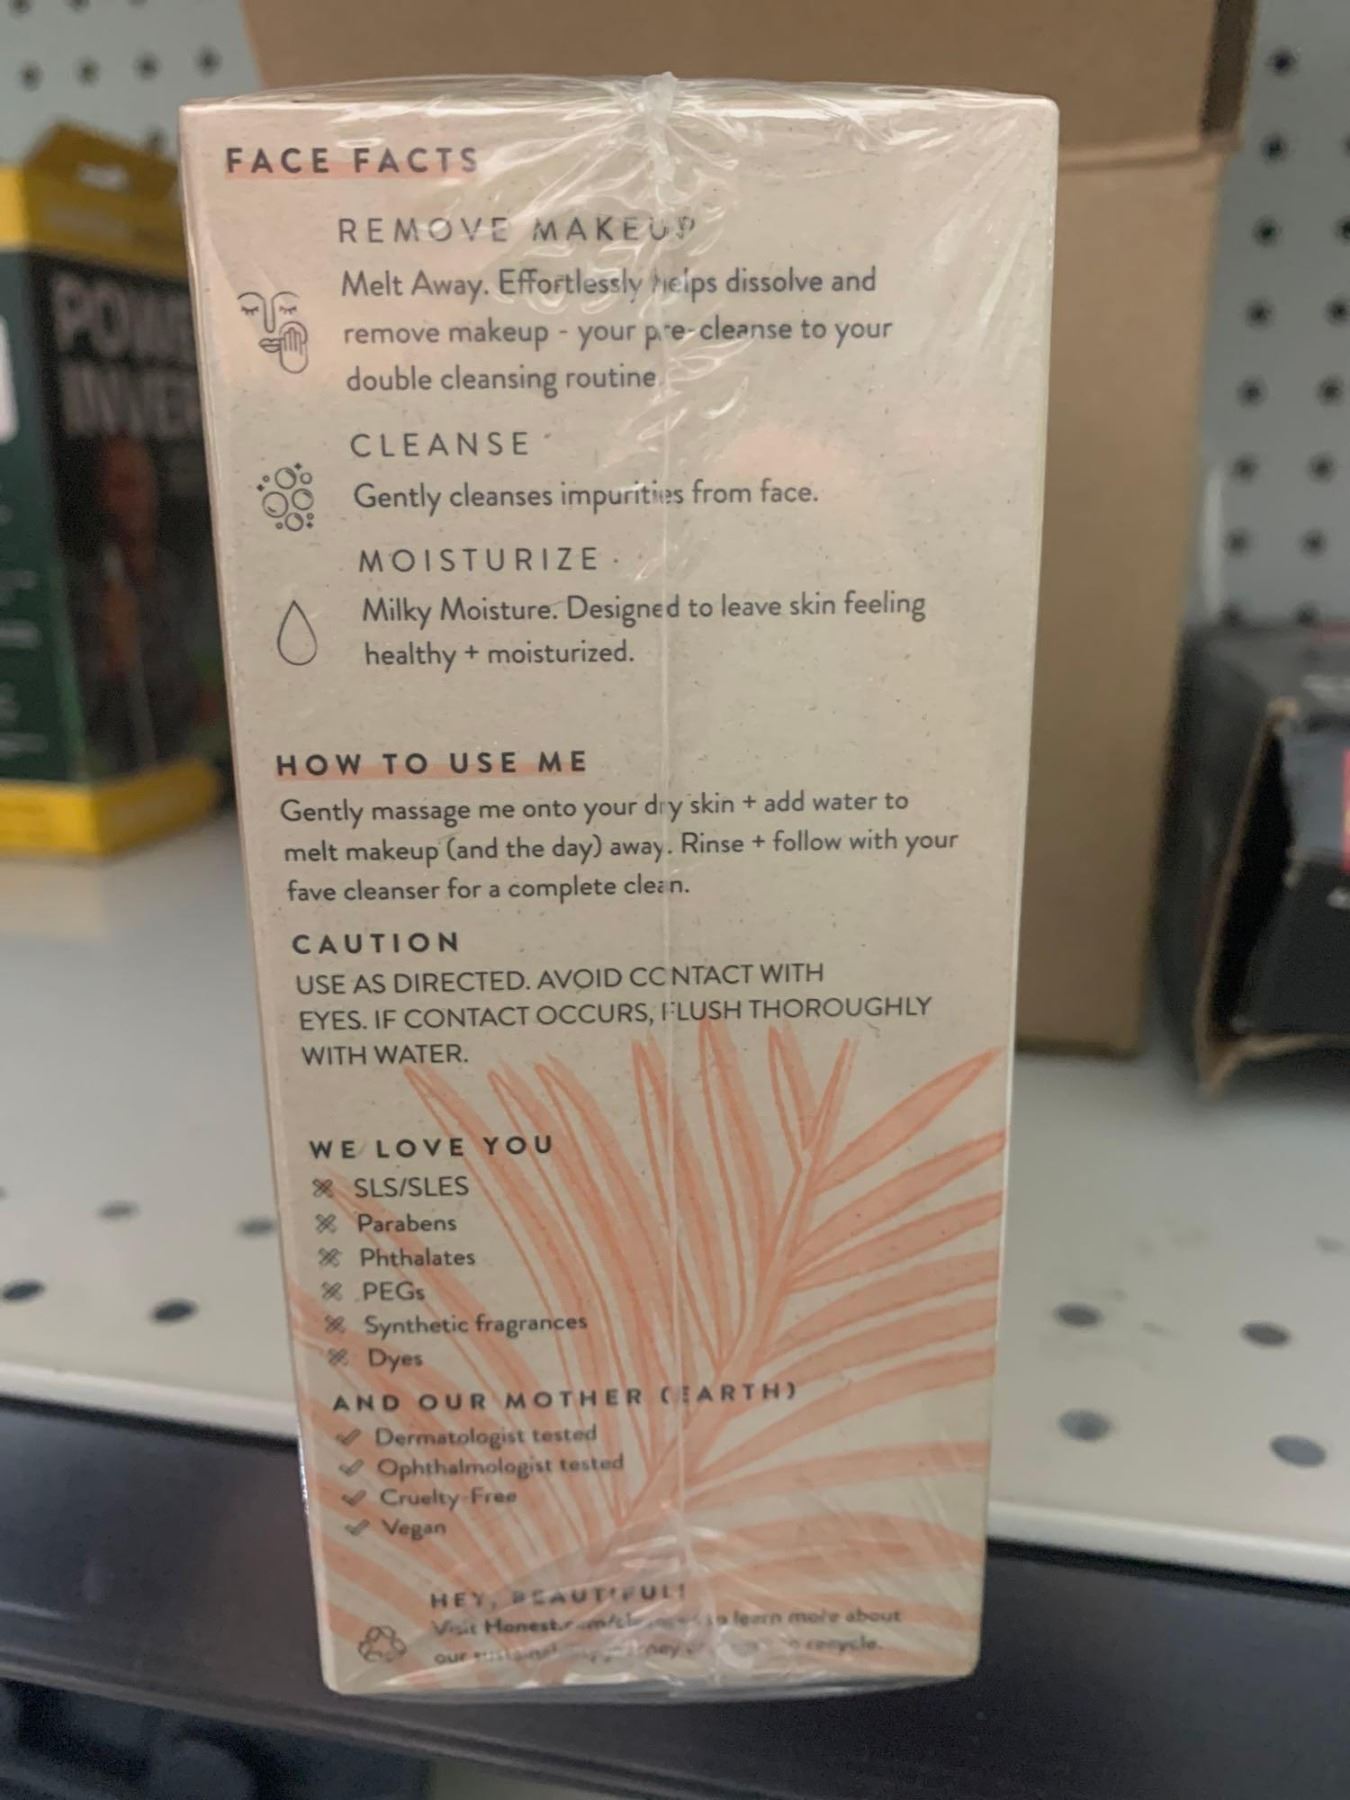 FACE FACTS
REMOVE MAKEUP
Melt Away. Effortlessly helps dissolve and
remove makeup - your pre-cleanse to your
double cleansing routine.
CLEANSE
Gently cleanses impurities from face.
MOISTURIZE
Milky Moisture. Designed to leave skin feeling
healthy + moisturized.
HOW TO USE ME
Gently massage me onto your dry skin + add water to
melt makeup (and the day) away. Rinse + follow with your
fave cleanser for a complete clean.
CAUTION
USE AS DIRECTED. AVOID CONTACT WITH
EYES. IF CONTACT OCCURS, FLUSH THOROUGHLY
WITH WATER.
WE LOVE YOU
SLS/SLES
Parabens
Phthalates
PEGs
Synthetic fragrances
Dyes
AND OUR MOTHER (EARTH)
Dermatologist tested
Ophthalmologist tested
Cruelty-Free
Vegan
HEY, BEAUTIFUL!
Visit to learn more about
our recycle.